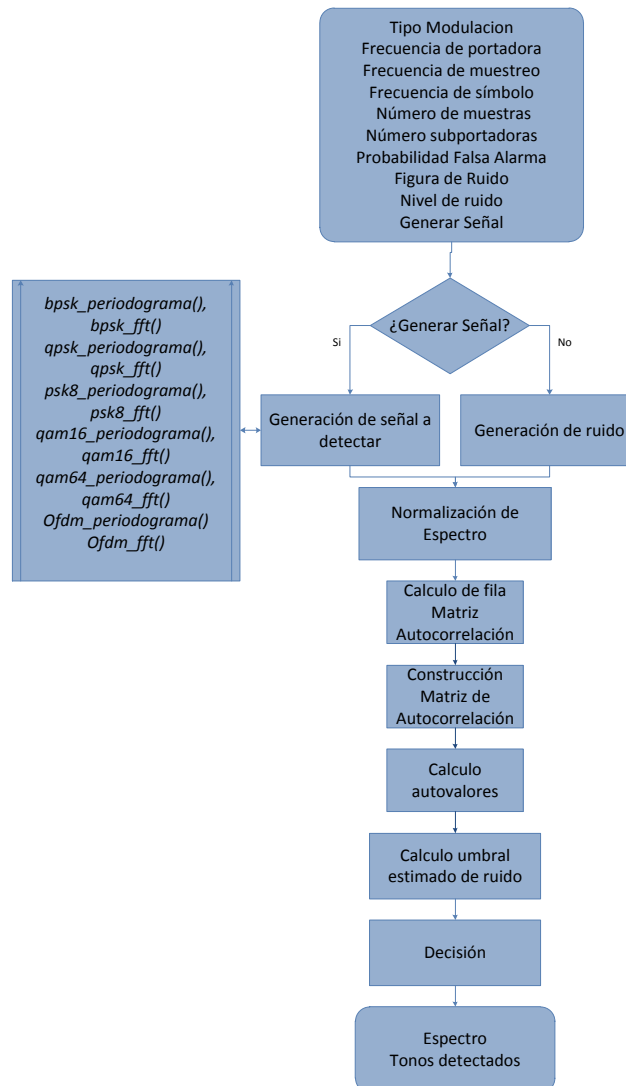 Tipo Modulacion
Frecuencia de portadora
Frecuencia de muestreo
Frecuencia de símbolo
Número de muestras
Número subportadoras
Probabilidad Falsa Alarma
Figura de Ruido
Nivel de ruido
Generar Señal
¿Generar Señal?
Si
No
bpsk_periodograma(),
bpsk_fft()
qpsk_periodograma(),
qpsk_fft()
psk8_periodograma(),
psk8_fft()
qam16_periodograma(),
qam16_fft()
qam64_periodograma(),
qam64_fft()
Ofdm_periodograma()
Ofdm_fft()
Generación de señal a
detectar
Generación de ruido
Normalización de
Espectro
Calculo de fila
Matriz
Autocorrelación
Construcción
Matriz de
Autocorrelación
Calculo
autovalores
Calculo umbral
estimado de ruido
Decisión
Espectro
Tonos detectados